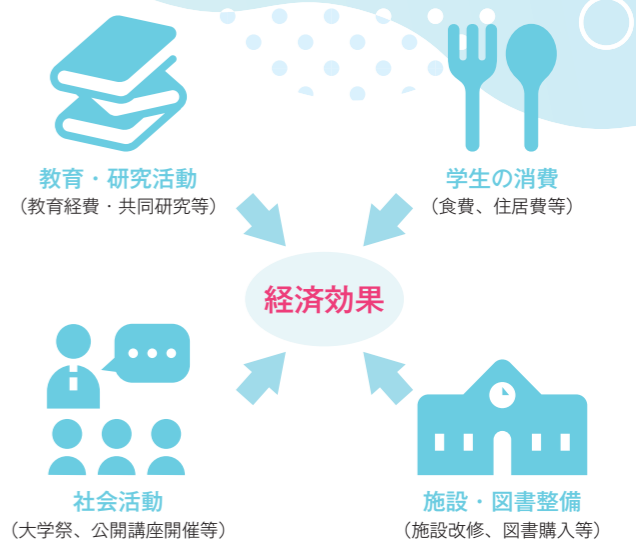 教育・研究活動
（教育経費・共同研究等）
学生の消費
（食費、住居費等）
経済効果
社会活動
（大学祭、公開講座開催等）
施設・図書整備
（施設改修、図書購入等）